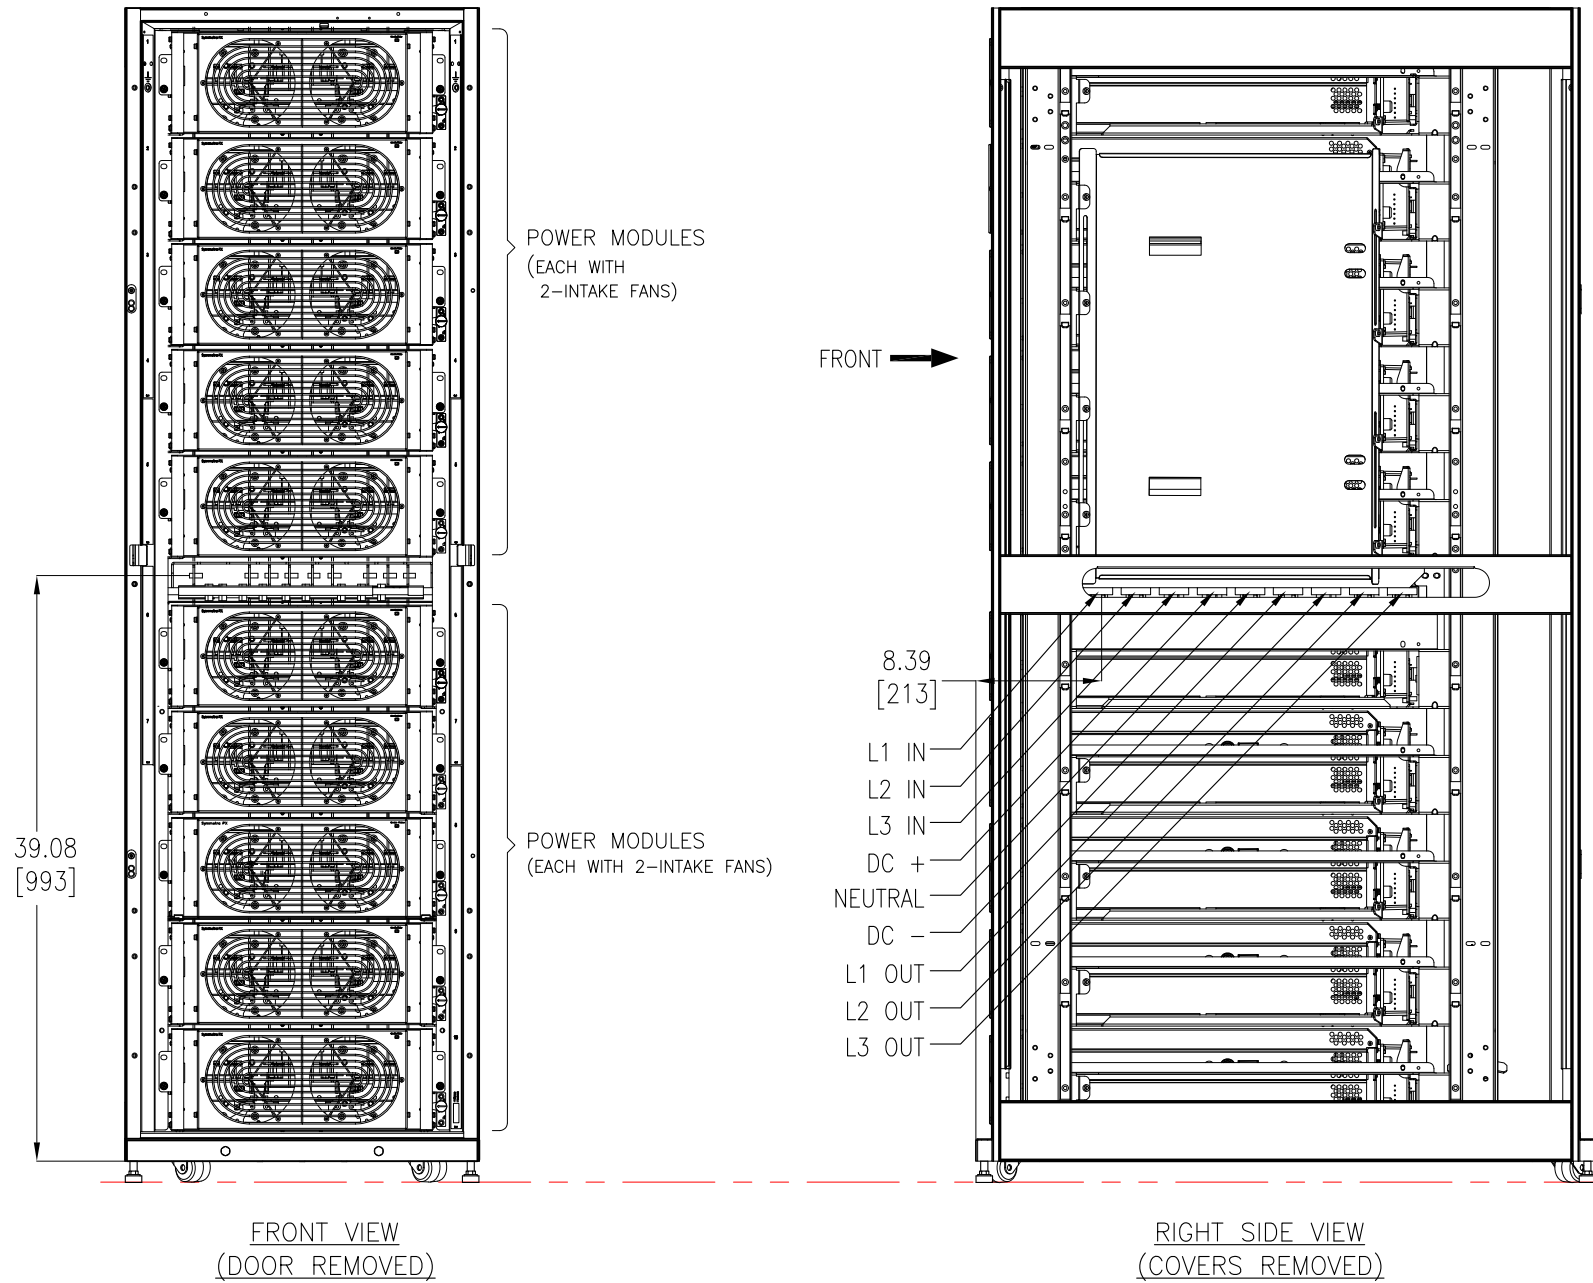 POWER MODULES
(EACH WITH
2-INTAKE FANS)
FRONT
8.39
[213]
L1 IN
L2 IN
L3 IN
DC +
NEUTRAL
DC -
L1 OUT
L2 OUT
L3 OUT
39.08
[993]
POWER MODULES
(EACH WITH 2-INTAKE FANS)
FRONT VIEW
(DOOR REMOVED)
RIGHT SIDE VIEW
(COVERS REMOVED)